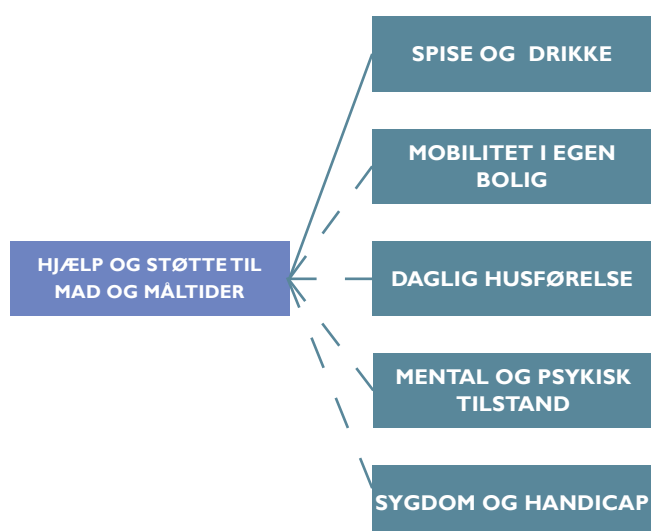 SPISE OG DRIKKE
MOBILITET I EGEN
BOLIG
HJÆLP OG STØTTE TIL
MAD OG MÅLTIDER
DAGLIG HUSFØRELSE
MENTAL OG PSYKISK
TILSTAND
SYGDOM OG HANDICAP